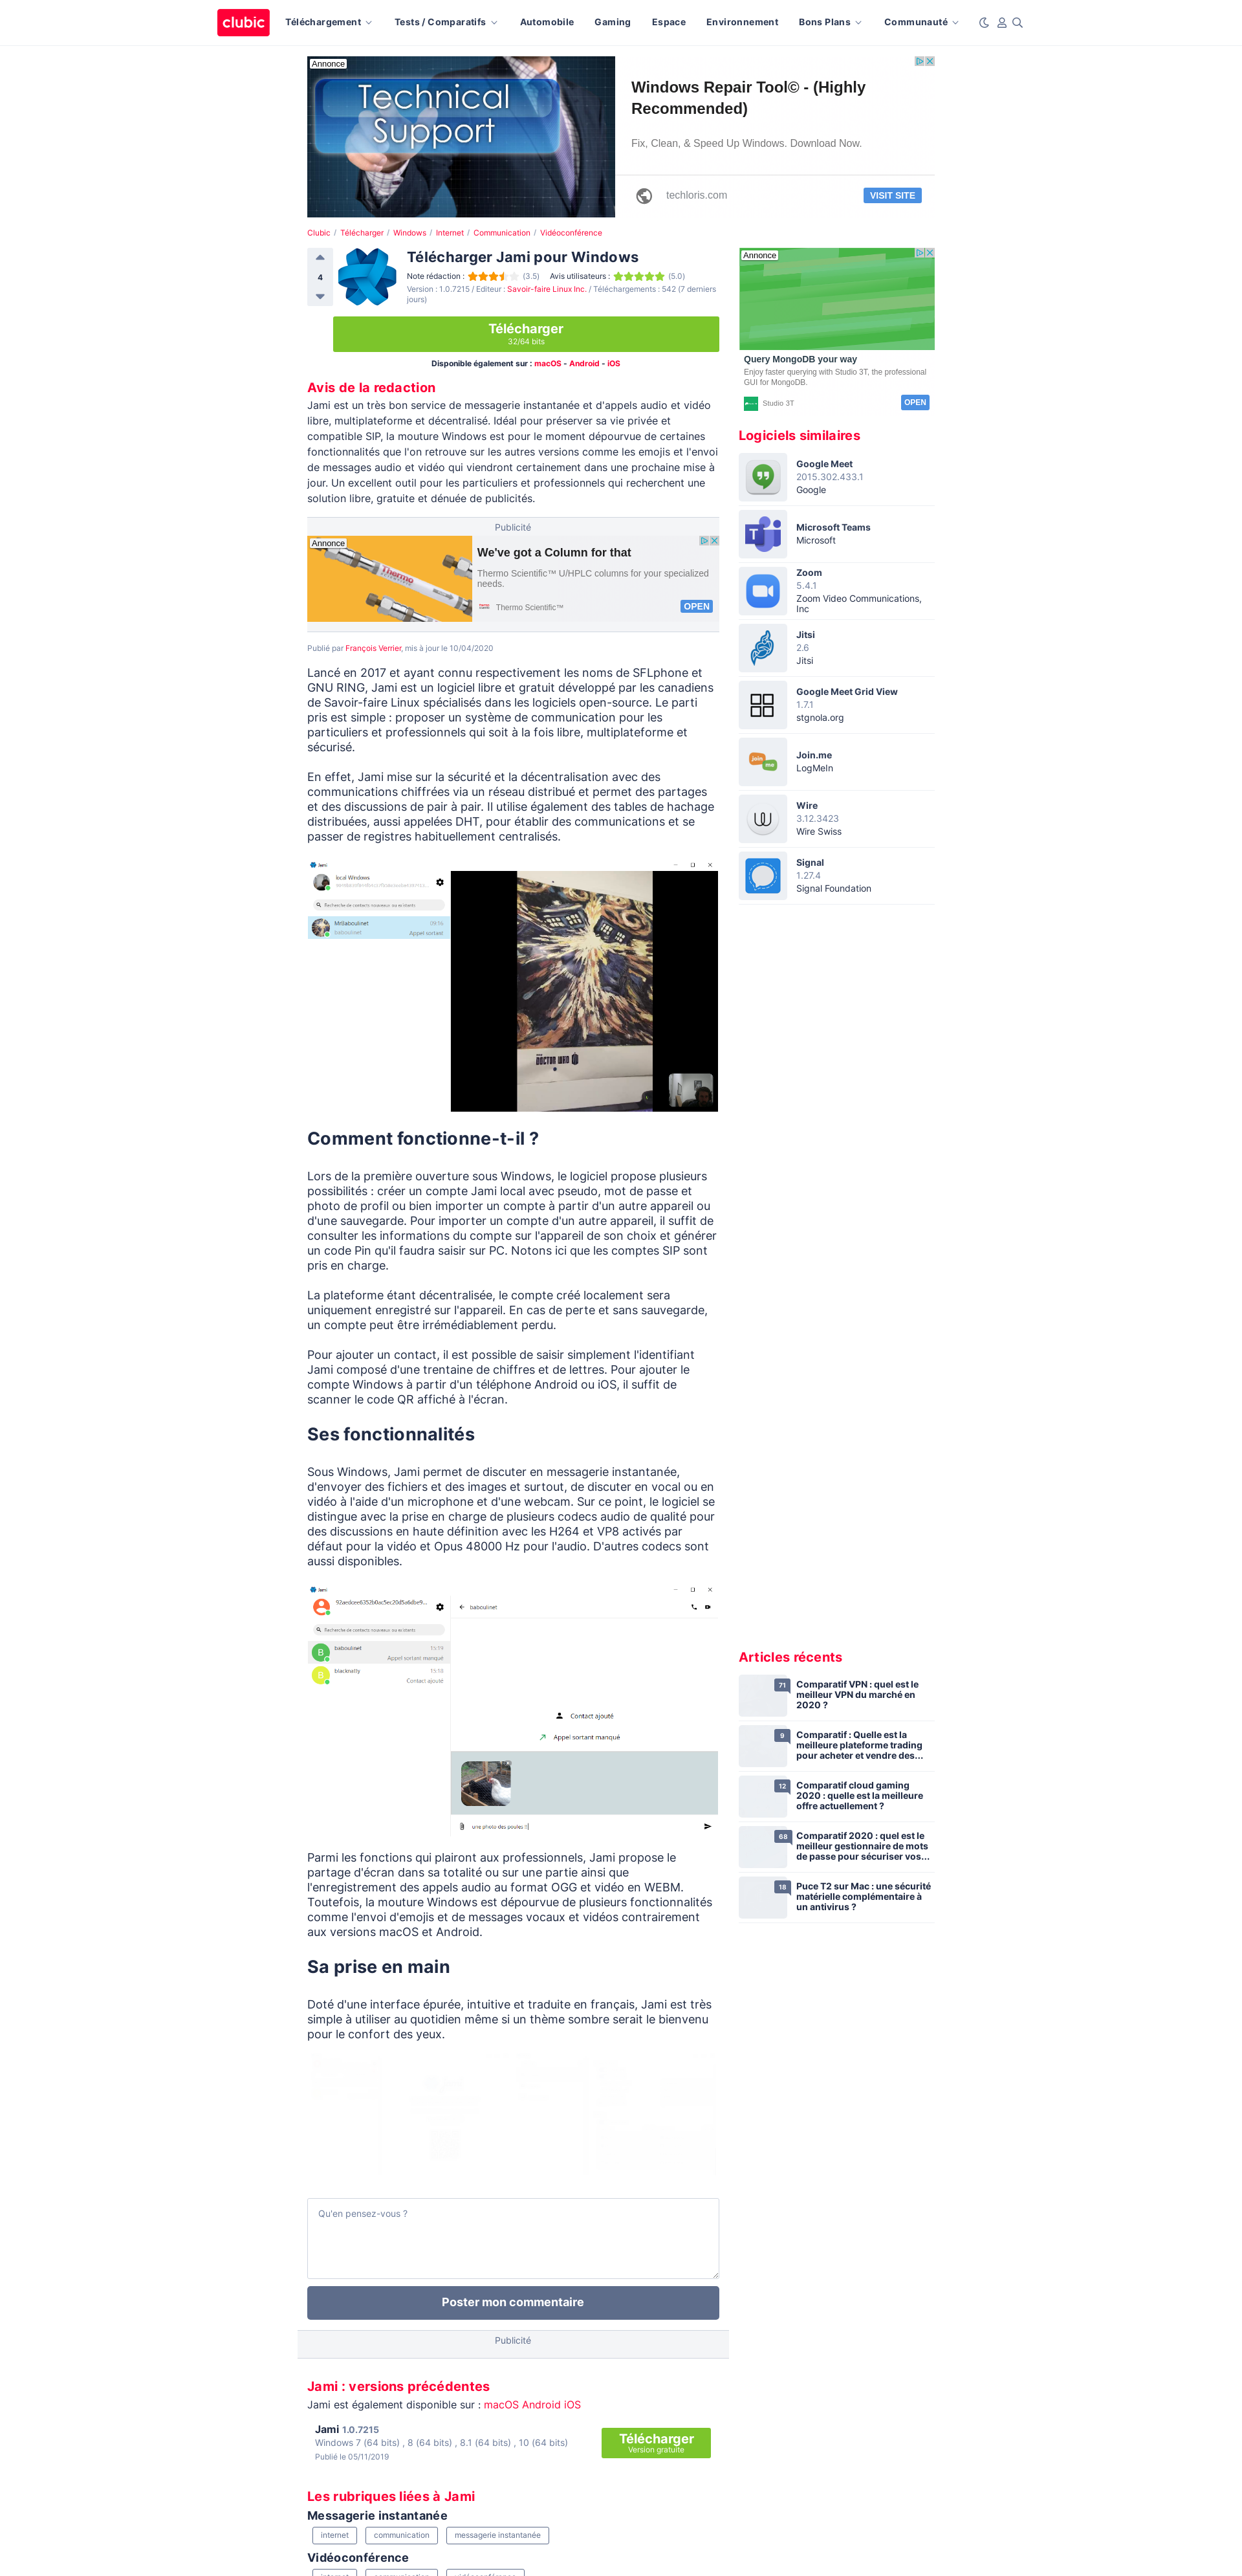 clubic
Téléchargement
Tests / Comparatifs
Automobile
Gaming
Espace
Environnement
Bons Plans
Communauté
Annonce
Technical
Support
Windows Repair Tool© - (Highly
Recommended)
Fix, Clean, & Speed Up Windows. Download Now.
techloris.com
VISIT SITE
Clubic / Télécharger / Windows / Internet / Communication / Vidéoconférence
4
Télécharger Jami pour Windows
Note rédaction : (3.5) Avis utilisateurs : (5.0)
Version : 1.0.7215 / Editeur : Savoir-faire Linux Inc. / Téléchargements : 542 (7 derniers
jours)
Télécharger
32/64 bits
Disponible également sur : macOS - Android - iOS
Avis de la redaction
Jami est un très bon service de messagerie instantanée et d'appels audio et vidéo
libre, multiplateforme et décentralisé. Idéal pour préserver sa vie privée et
compatible SIP, la mouture Windows est pour le moment dépourvue de certaines
fonctionnalités que l'on retrouve sur les autres versions comme les emojis et l'envoi
de messages audio et vidéo qui viendront certainement dans une prochaine mise à
jour. Un excellent outil pour les particuliers et professionnels qui recherchent une
solution libre, gratuite et dénuée de publicités.
Publicité
Annonce
Thermo
We've got a Column for that
Thermo Scientific™ U/HPLC columns for your specialized
needs.
Thermo Scientific™
OPEN
Publié par François Verrier, mis à jour le 10/04/2020
Lancé en 2017 et ayant connu respectivement les noms de SFLphone et
GNU RING, Jami est un logiciel libre et gratuit développé par les canadiens
de Savoir-faire Linux spécialisés dans les logiciels open-source. Le parti
pris est simple : proposer un système de communication pour les
particuliers et professionnels qui soit à la fois libre, multiplateforme et
sécurisé.
En effet, Jami mise sur la sécurité et la décentralisation avec des
communications chiffrées via un réseau distribué et permet des partages
et des discussions de pair à pair. Il utilise également des tables de hachage
distribuées, aussi appelées DHT, pour établir des communications et se
passer de registres habituellement centralisés.
Jami
local Windows
Recherche de contacts nouveaux ou existants
Millaboulinet
baboulinet
Appel sortant
DOCTOR WHO
Comment fonctionne-t-il ?
Lors de la première ouverture sous Windows, le logiciel propose plusieurs
possibilités : créer un compte Jami local avec pseudo, mot de passe et
photo de profil ou bien importer un compte à partir d'un autre appareil ou
d'une sauvegarde. Pour importer un compte d'un autre appareil, il suffit de
consulter les informations du compte sur l'appareil de son choix et générer
un code Pin qu'il faudra saisir sur PC. Notons ici que les comptes SIP sont
pris en charge.
La plateforme étant décentralisée, le compte créé localement sera
uniquement enregistré sur l'appareil. En cas de perte et sans sauvegarde,
un compte peut être irrémédiablement perdu.
Pour ajouter un contact, il est possible de saisir simplement l'identifiant
Jami composé d'une trentaine de chiffres et de lettres. Pour ajouter le
compte Windows à partir d'un téléphone Android ou iOS, il suffit de
scanner le code QR affiché à l'écran.
Ses fonctionnalités
Sous Windows, Jami permet de discuter en messagerie instantanée,
d'envoyer des fichiers et des images et surtout, de discuter en vocal ou en
vidéo à l'aide d'un microphone et d'une webcam. Sur ce point, le logiciel se
distingue avec la prise en charge de plusieurs codecs audio de qualité pour
des discussions en haute définition avec les H264 et VP8 activés par
défaut pour la vidéo et Opus 48000 Hz pour l'audio. D'autres codecs sont
aussi disponibles.
Jami
baboulinet
Recherche de contacts nouveaux ou existants
B
baboulinet
15:19
Appel sortant manqué
B
blacknelly
15:18
Contact ajouté
Contact ajouté
Appel sortant manqué
une photo des poules !!
Parmi les fonctions qui plairont aux professionnels, Jami propose le
partage d'écran dans sa totalité ou sur une partie ainsi que
l'enregistrement des appels audio au format OGG et vidéo en WEBM.
Toutefois, la mouture Windows est dépourvue de plusieurs fonctionnalités
comme l'envoi d'emojis et de messages vocaux et vidéos contrairement
aux versions macOS et Android.
Sa prise en main
Doté d'une interface épurée, intuitive et traduite en français, Jami est très
simple à utiliser au quotidien même si un thème sombre serait le bienvenu
pour le confort des yeux.
Qu'en pensez-vous ?
Poster mon commentaire
Publicité
Jami : versions précédentes
Jami est également disponible sur : macOS Android iOS
Jami 1.0.7215
Windows 7 (64 bits) , 8 (64 bits) , 8.1 (64 bits) , 10 (64 bits)
Publié le 05/11/2019
Télécharger
Version gratuite
Les rubriques liées à Jami
Messagerie instantanée
internet
communication
messagerie instantanée
Vidéoconférence
Annonce
Query MongoDB your way
Enjoy faster querying with Studio 3T, the professional
GUI for MongoDB.
Studio 3T
OPEN
Logiciels similaires
Google Meet
2015.302.433.1
Google
Microsoft Teams
Microsoft
Zoom
5.4.1
Zoom Video Communications,
Inc
Jitsi
2.6
Jitsi
Google Meet Grid View
1.7.1
stgnola.org
join
me
Join.me
LogMeIn
Wire
3.12.3423
Wire Swiss
Signal
1.27.4
Signal Foundation
Articles récents
71
Comparatif VPN : quel est le
meilleur VPN du marché en
2020 ?
9
Comparatif : Quelle est la
meilleure plateforme trading
pour acheter et vendre des...
12
Comparatif cloud gaming
2020 : quelle est la meilleure
offre actuellement ?
68
Comparatif 2020 : quel est le
meilleur gestionnaire de mots
de passe pour sécuriser vos...
18
Puce T2 sur Mac : une sécurité
matérielle complémentaire à
un antivirus ?